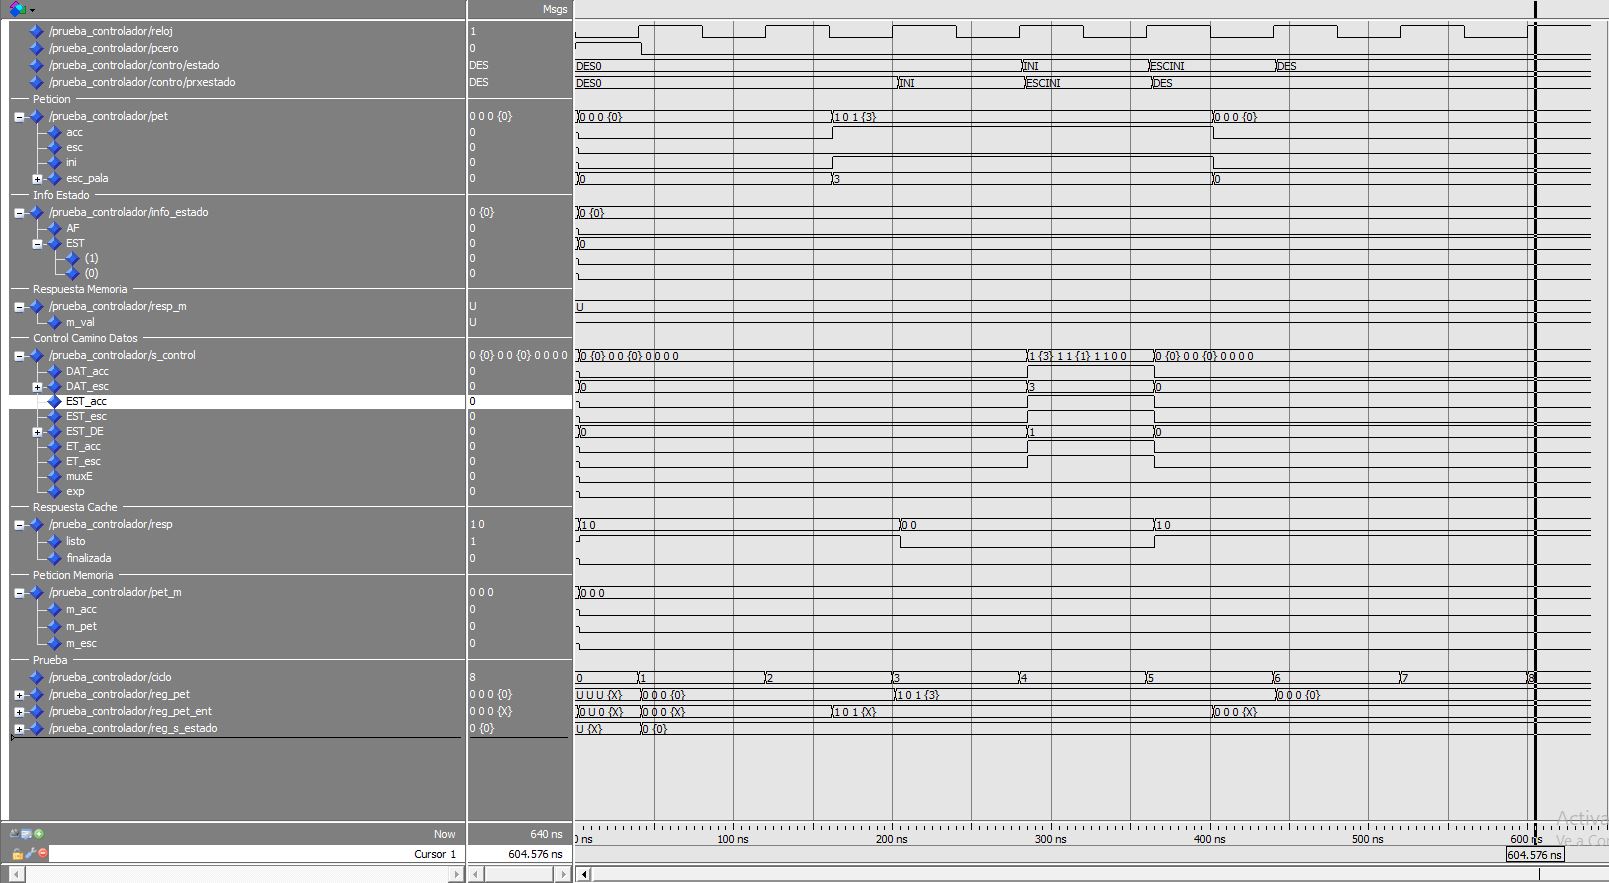 Msgs
/prueba_controlador/reloj 1
/prueba_controlador/pcero 0
/prueba_controlador/contro/estado DES DES0 INI ESCINI DES
/prueba_controlador/contro/prxestado DES DES0 INI ESCINI DES
Peticion
/prueba_controlador/pet 0 0 0 {0} 0 0 0 {0} 1 0 1 {3} 0 0 0 {0}
acc 0
esc 0
ini 0
esc_pala 0 0 3 0
Info Estado
/prueba_controlador/info_estado 0 {0} 0 {0}
AF 0
EST 0 0
(1) 0
(0) 0
Respuesta Memoria
/prueba_controlador/resp_m U U
m_val U
Control Camino Datos
/prueba_controlador/s_control 0 {0} 0 0 {0} 0 0 0 0 0 {0} 0 0 {0} 0 0 0 0 1 {3} 1 1 {1} 1 1 0 0 0 {0} 0 0 {0} 0 0 0 0
DAT_acc 0
DAT_esc 0 0 3 0
EST_acc 0
EST_esc 0
EST_DE 0 0 1 0
ET_acc 0
ET_esc 0
muxE 0
exp 0
Respuesta Cache
/prueba_controlador/resp 1 0 1 0 0 0 1 0
listo 1
finalizada 0
Peticion Memoria
/prueba_controlador/pet_m 0 0 0 0 0 0
m_acc 0
m_pet 0
m_esc 0
Prueba
/prueba_controlador/ciclo 8 0 1 2 3 4 5 6 7 8
/prueba_controlador/reg_pet 0 0 0 {0} U U U {X} 0 0 0 {0} 1 0 1 {3} 0 0 0 {0}
/prueba_controlador/reg_pet_ent 0 0 0 {X} 0 U 0 {X} 0 0 0 {X} 1 0 1 {X} 0 0 0 {X}
/prueba_controlador/reg_s_estado 0 {0} U {X} 0 {0}
Activa
Now 640 ns ns 100 ns 200 ns 300 ns 400 ns 500 ns 600 ns
Ve a Co
Cursor 1 604.576 ns 604.576 ns